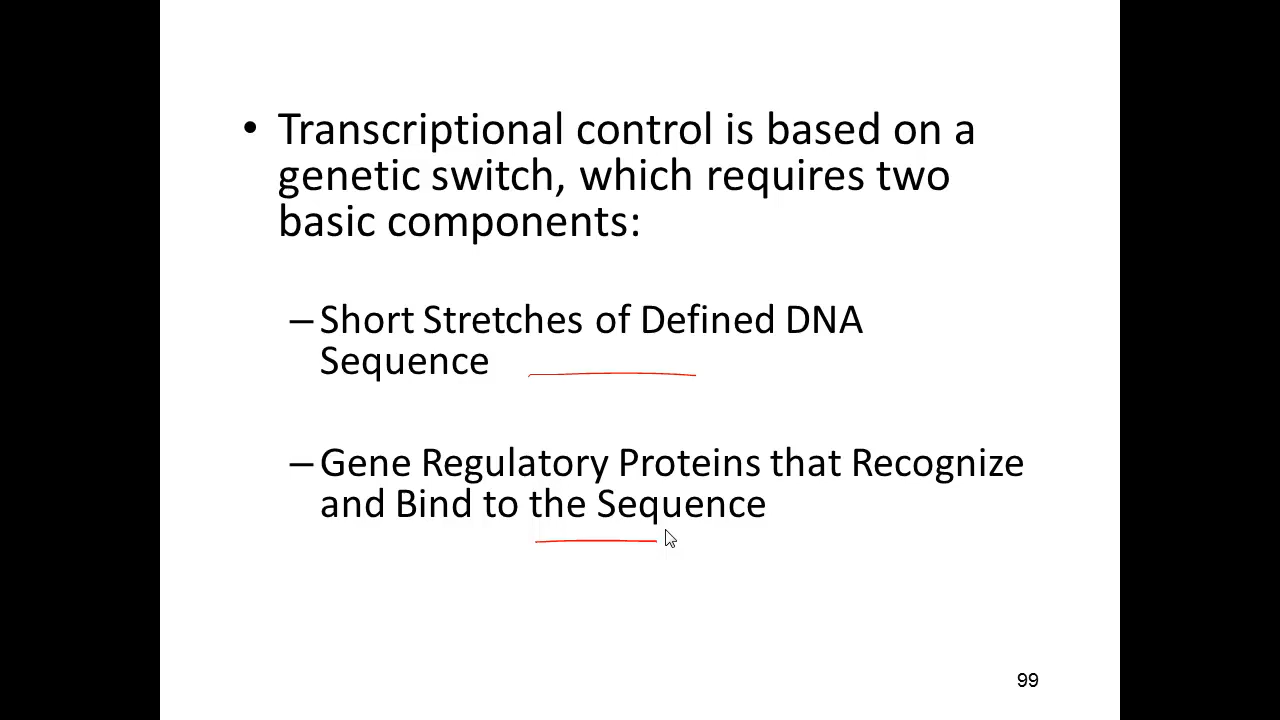 • Transcriptional control is based on a
genetic switch, which requires two
basic components:
– Short Stretches of Defined DNA
Sequence
– Gene Regulatory Proteins that Recognize
and Bind to the Sequence
99